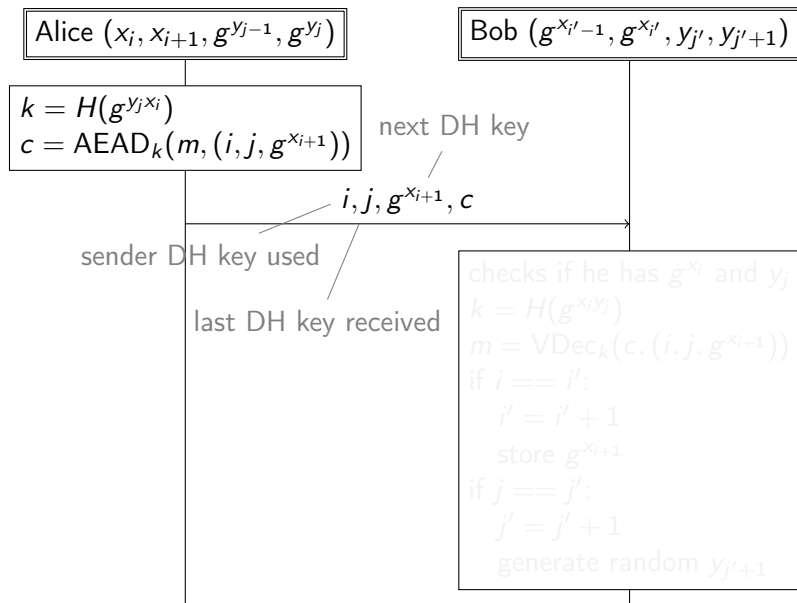 Alice (x_i, x_{i+1}, g^{y_{j-1}}, g^{y_j})
Bob (g^{x_{i'-1}}, g^{x_{i'}}, y_{j'}, y_{j'+1})
k = H(g^{y_j x_i})
c = AEAD_k(m, (i, j, g^{x_{i+1}}))
next DH key
i, j, g^{x_{i+1}}, c
sender DH key used
last DH key received
checks if he has g^{x_i} and y_j
k = H(g^{x_i y_j})
m = VDec_k(c, (i, j, g^{x_{i+1}}))
if i == i':
i' = i' + 1
store g^{x_{i+1}}
if j == j':
j' = j' + 1
generate random y_{j'+1}